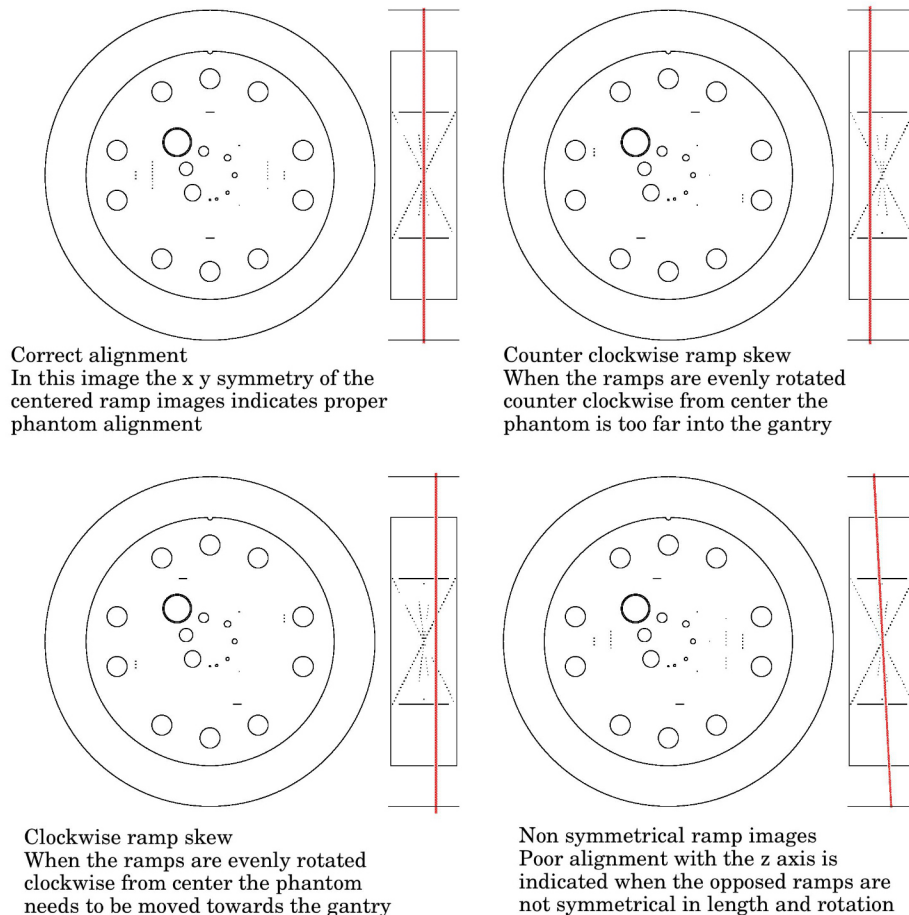 Correct alignment
In this image the x y symmetry of the
centered ramp images indicates proper
phantom alignment
Counter clockwise ramp skew
When the ramps are evenly rotated
counter clockwise from center the
phantom is too far into the gantry
Clockwise ramp skew
When the ramps are evenly rotated
clockwise from center the phantom
needs to be moved towards the gantry
Non symmetrical ramp images
Poor alignment with the z axis is
indicated when the opposed ramps are
not symmetrical in length and rotation